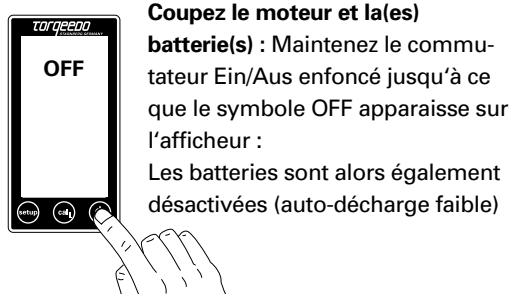 torqeedo
STARNBERG GERMANY
OFF
setup
cal
Coupez le moteur et la(es)
batterie(s) : Maintenez le commu-
tateur Ein/Aus enfoncé jusqu'à ce
que le symbole OFF apparaisse sur
l'afficheur :
Les batteries sont alors également
désactivées (auto-décharge faible)